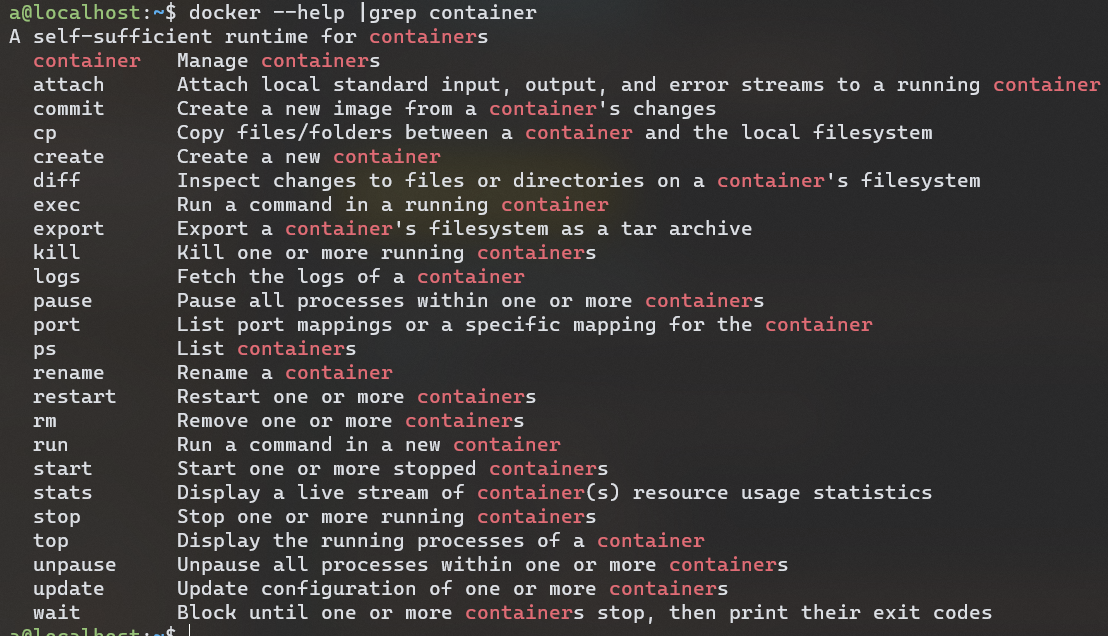 a@localhost:~$ docker --help |grep container
A self-sufficient runtime for containers
  container   Manage containers
  attach      Attach local standard input, output, and error streams to a running container
  commit      Create a new image from a container's changes
  cp          Copy files/folders between a container and the local filesystem
  create      Create a new container
  diff        Inspect changes to files or directories on a container's filesystem
  exec        Run a command in a running container
  export      Export a container's filesystem as a tar archive
  kill        Kill one or more running containers
  logs        Fetch the logs of a container
  pause       Pause all processes within one or more containers
  port        List port mappings or a specific mapping for the container
  ps          List containers
  rename      Rename a container
  restart     Restart one or more containers
  rm          Remove one or more containers
  run         Run a command in a new container
  start       Start one or more stopped containers
  stats       Display a live stream of container(s) resource usage statistics
  stop        Stop one or more running containers
  top         Display the running processes of a container
  unpause     Unpause all processes within one or more containers
  update      Update configuration of one or more containers
  wait        Block until one or more containers stop, then print their exit codes
a@localhost:~$